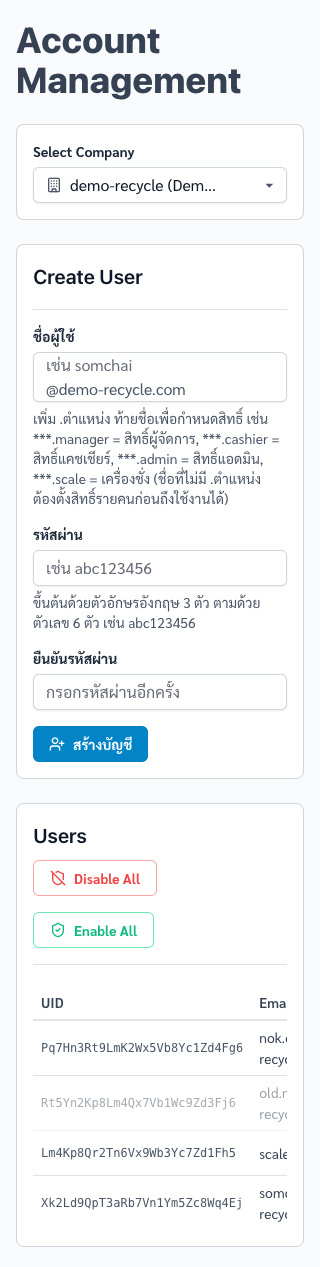 Account
Management
Select Company
demo-recycle (Dem...
Create User
ชื่อผู้ใช้
เช่น somchai
@demo-recycle.com
เพิ่ม .ตำแหน่ง ท้ายชื่อเพื่อกำหนดสิทธิ์ เช่น
***.manager = สิทธิ์ผู้จัดการ, ***.cashier =
สิทธิ์แคชเชียร์, ***.admin = สิทธิ์แอดมิน,
***.scale = เครื่องชั่ง (ชื่อที่ไม่มี .ตำแหน่ง
ต้องตั้งสิทธิ์รายคนก่อนถึงใช้งานได้)
รหัสผ่าน
เช่น abc123456
ขึ้นต้นด้วยตัวอักษรอังกฤษ 3 ตัว ตามด้วย
ตัวเลข 6 ตัว เช่น abc123456
ยืนยันรหัสผ่าน
กรอกรหัสผ่านอีกครั้ง
สร้างบัญชี
Users
Disable All
Enable All
UID Ema
Pq7Hn3Rt9LmK2Wx5Vb8Yc1Zd4Fg6 nok.
recy
Rt5Yn2Kp8Lm4Qx7Vb1Wc9Zd3Fj6 old.
recy
Lm4Kp8Qr2Tn6Vx9Wb3Yc7Zd1Fh5 scale
Xk2Ld9QpT3aRb7Vn1Ym5Zc8Wq4Ej som
recy